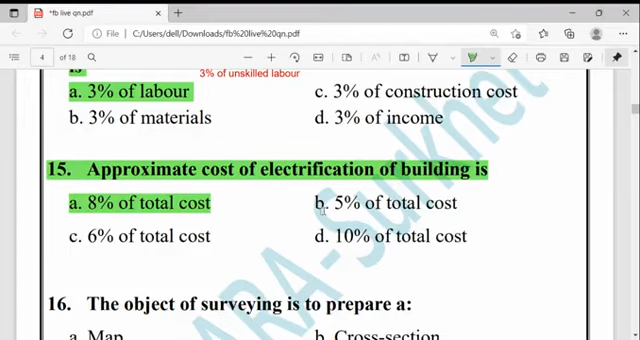 *fb live qn.pdf
File C:/Users/dell/Downloads/fb%20live%20qn.pdf
4 of 18
3% of unskilled labour
a. 3% of labour c. 3% of construction cost
b. 3% of materials d. 3% of income
15. Approximate cost of electrification of building is
a. 8% of total cost b. 5% of total cost
c. 6% of total cost d. 10% of total cost
16. The object of surveying is to prepare a:
a. Map b. Cross-section
ARA-Surkhet